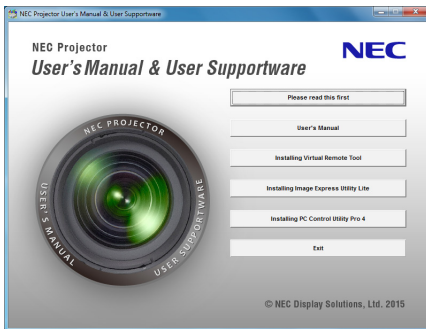 NEC Projector User's Manual & User Supportware
NEC Projector
NEC
User's Manual & User Supportware
NEC PROJECTOR
USER'S MANUAL
USER SUPPORTWARE
Please read this first
User's Manual
Installing Virtual Remote Tool
Installing Image Express Utility Lite
Installing PC Control Utility Pro 4
Exit
© NEC Display Solutions, Ltd. 2015